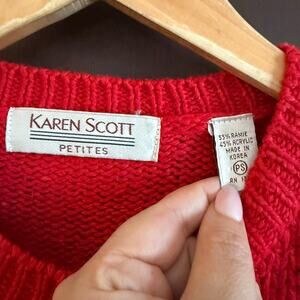 KAREN SCOTT
PETITES
55% RAMIE
45% ACRYLIC
MADE IN
KOREA
PS
RN